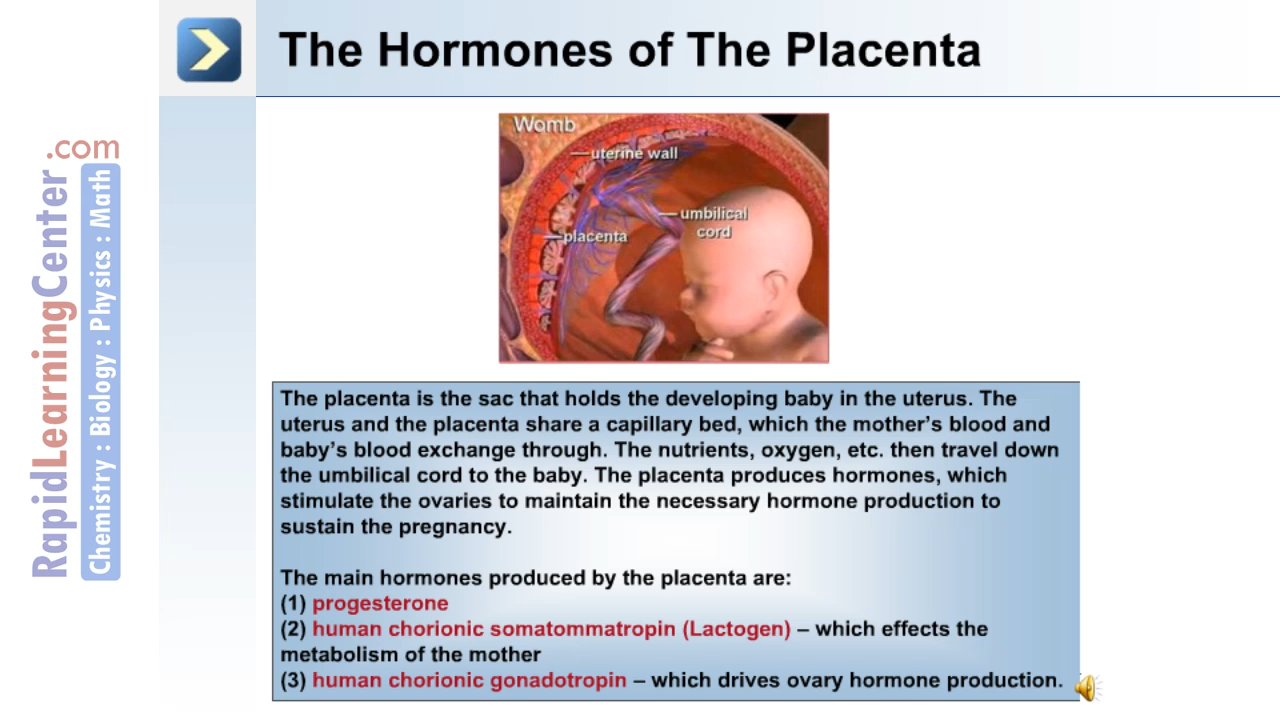 The Hormones of The Placenta
RapidLearningCenter.com
Chemistry : Biology : Physics : Math
Womb
uterine wall
umbilical
cord
placenta
The placenta is the sac that holds the developing baby in the uterus. The
uterus and the placenta share a capillary bed, which the mother's blood and
baby's blood exchange through. The nutrients, oxygen, etc. then travel down
the umbilical cord to the baby. The placenta produces hormones, which
stimulate the ovaries to maintain the necessary hormone production to
sustain the pregnancy.
The main hormones produced by the placenta are:
(1) progesterone
(2) human chorionic somatommatropin (Lactogen) – which effects the
metabolism of the mother
(3) human chorionic gonadotropin – which drives ovary hormone production.